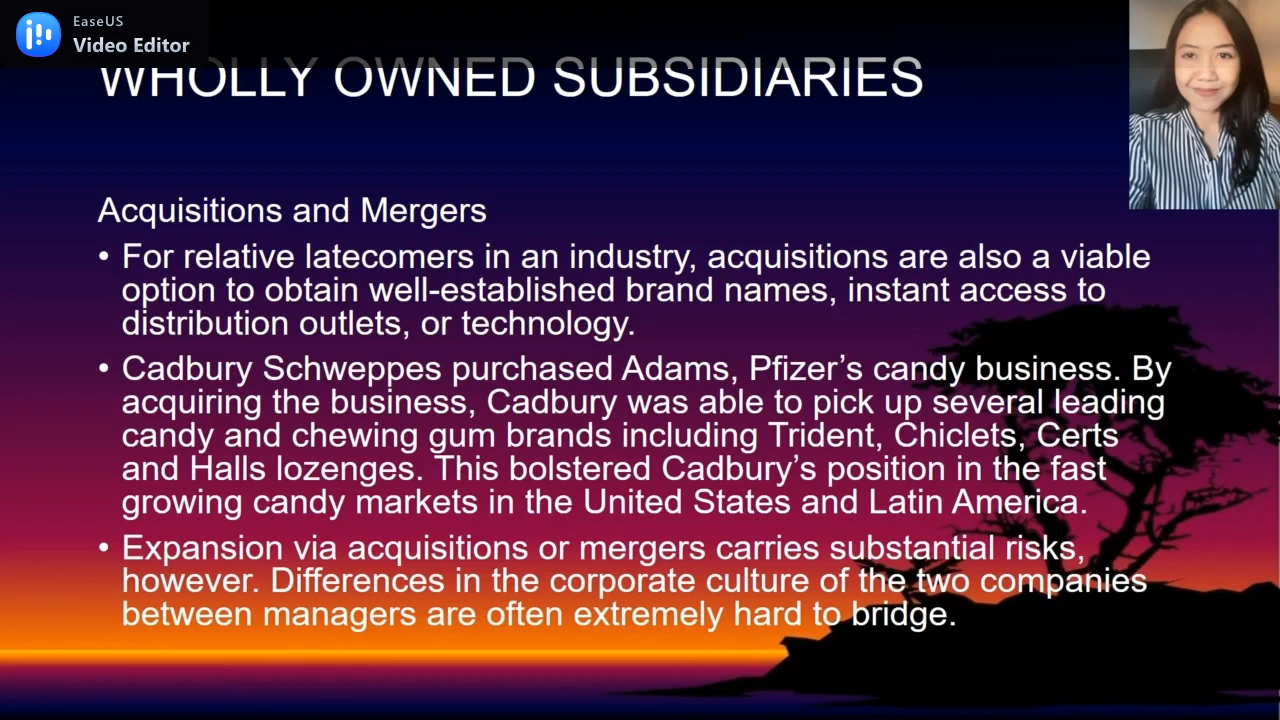 EaseUS
Video Editor
WHOLLY OWNED SUBSIDIARIES
Acquisitions and Mergers
• For relative latecomers in an industry, acquisitions are also a viable
option to obtain well-established brand names, instant access to
distribution outlets, or technology.
• Cadbury Schweppes purchased Adams, Pfizer’s candy business. By
acquiring the business, Cadbury was able to pick up several leading
candy and chewing gum brands including Trident, Chiclets, Certs
and Halls lozenges. This bolstered Cadbury’s position in the fast
growing candy markets in the United States and Latin America.
• Expansion via acquisitions or mergers carries substantial risks,
however. Differences in the corporate culture of the two companies
between managers are often extremely hard to bridge.